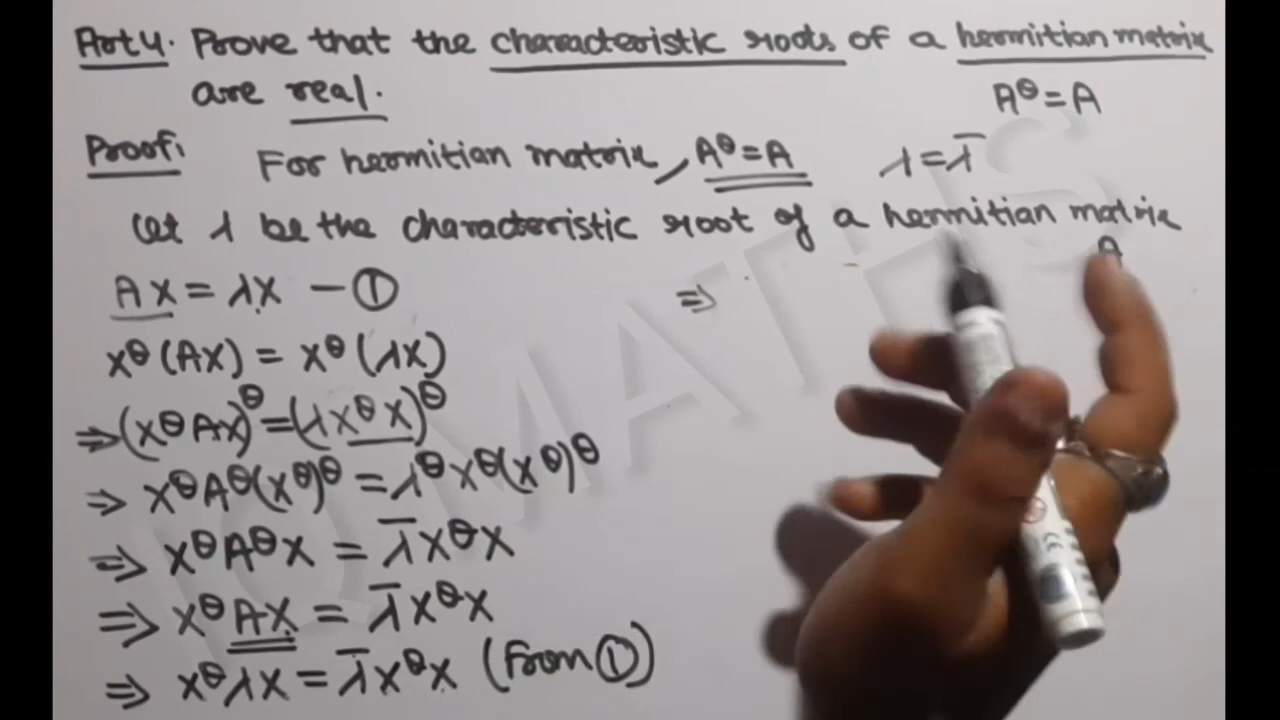 Art 4. Prove that the characteristic roots of a hermitian matrix
are real.
A^θ = A
Proof: For hermitian matrix, A^θ = A
λ = λ̄
Let λ be the characteristic root of a hermitian matrix
A
AX = λX — ①
⇒
X^θ(AX) = X^θ(λX)
⇒ (X^θAX)^θ = (λX^θX)^θ
⇒ X^θA^θ(X^θ)^θ = λ^θX^θ(X^θ)^θ
⇒ X^θA^θX = λ̄X^θX
⇒ X^θAX = λ̄X^θX
⇒ X^θλX = λ̄X^θX (From ①)
IQMATHS